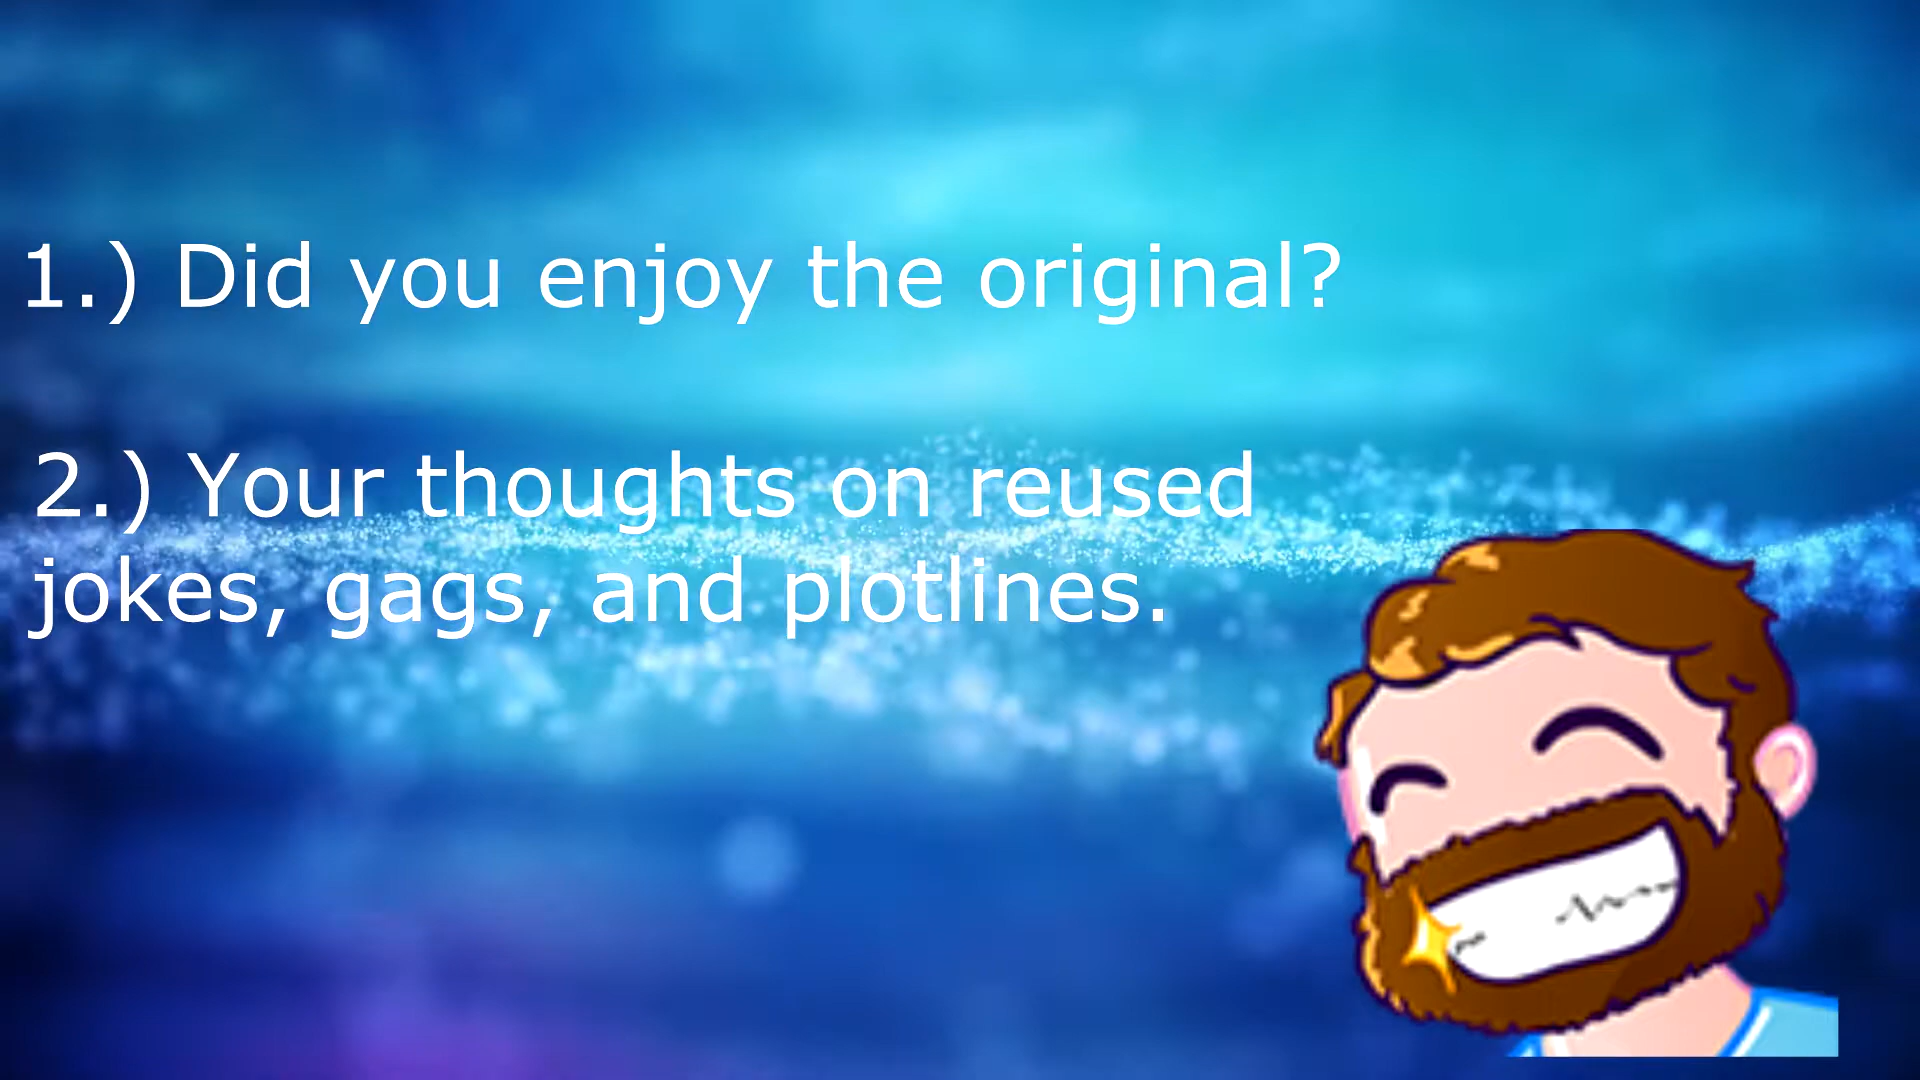 1.) Did you enjoy the original?
2.) Your thoughts on reused
jokes, gags, and plotlines.